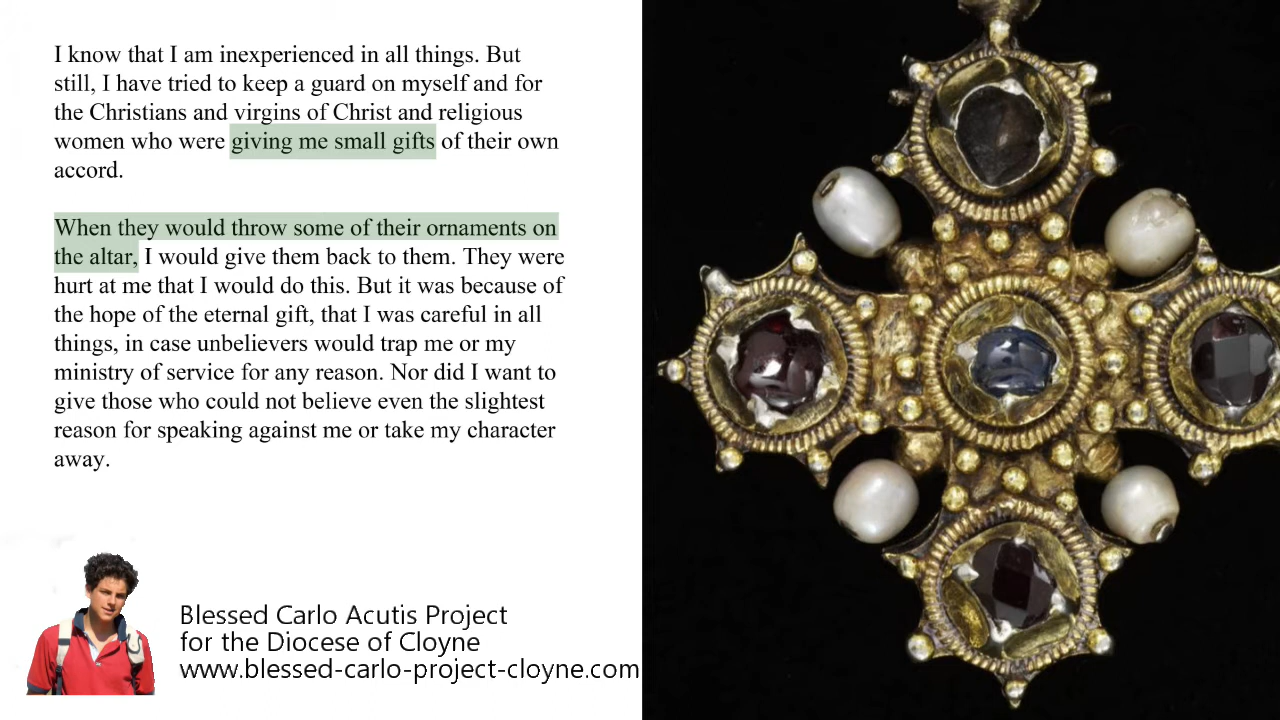 I know that I am inexperienced in all things. But
still, I have tried to keep a guard on myself and for
the Christians and virgins of Christ and religious
women who were giving me small gifts of their own
accord.
When they would throw some of their ornaments on
the altar, I would give them back to them. They were
hurt at me that I would do this. But it was because of
the hope of the eternal gift, that I was careful in all
things, in case unbelievers would trap me or my
ministry of service for any reason. Nor did I want to
give those who could not believe even the slightest
reason for speaking against me or take my character
away.
Blessed Carlo Acutis Project
for the Diocese of Cloyne
www.blessed-carlo-project-cloyne.com